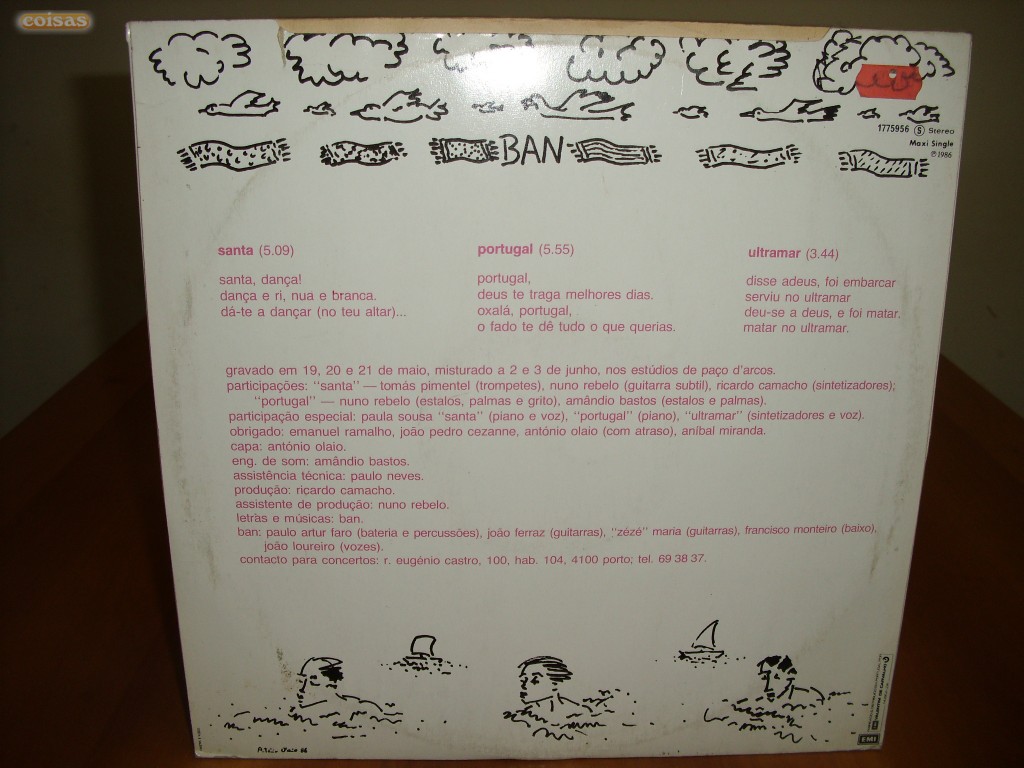 coisas
BAN
1775956 S Stereo
Maxi Single
℗1986
santa (5.09)
santa, dança!
dança e ri, nua e branca.
dá-te a dançar (no teu altar)...
portugal (5.55)
portugal,
deus te traga melhores dias.
oxalá, portugal,
o fado te dê tudo o que querias.
ultramar (3.44)
disse adeus, foi embarcar
serviu no ultramar
deu-se a deus, e foi matar.
matar no ultramar.
gravado em 19, 20 e 21 de maio, misturado a 2 e 3 de junho, nos estúdios de paço d'arcos.
participações: "santa" — tomás pimentel (trompetes), nuno rebelo (guitarra subtil), ricardo camacho (sintetizadores);
"portugal" — nuno rebelo (estalos, palmas e grito), amândio bastos (estalos e palmas).
participação especial: paula sousa "santa" (piano e voz), "portugal" (piano), "ultramar" (sintetizadores e voz).
obrigado: emanuel ramalho, joão pedro cezanne, antónio olaio (com atraso), aníbal miranda.
capa: antónio olaio.
eng. de som: amândio bastos.
assistência técnica: paulo neves.
produção: ricardo camacho.
assistente de produção: nuno rebelo.
letras e músicas: ban.
ban: paulo artur faro (bateria e percussões), joão ferraz (guitarras), "zézé" maria (guitarras), francisco monteiro (baixo),
joão loureiro (vozes).
contacto para concertos: r. eugénio castro, 100, hab. 104, 4100 porto; tel. 69 38 37.
EMI